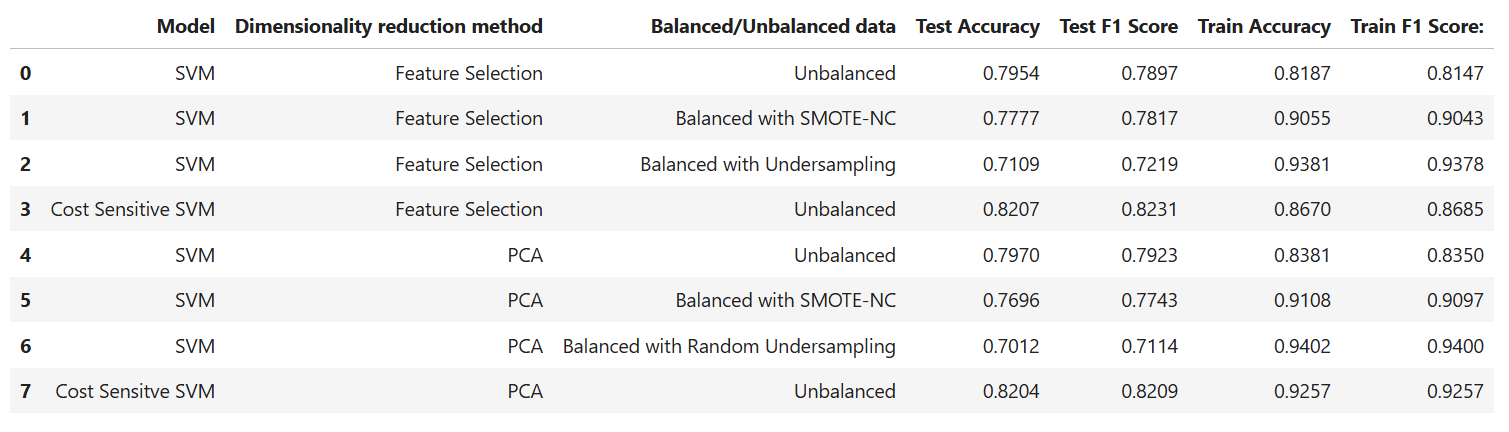 Model Dimensionality reduction method Balanced/Unbalanced data Test Accuracy Test F1 Score Train Accuracy Train F1 Score:
0 SVM Feature Selection Unbalanced 0.7954 0.7897 0.8187 0.8147
1 SVM Feature Selection Balanced with SMOTE-NC 0.7777 0.7817 0.9055 0.9043
2 SVM Feature Selection Balanced with Undersampling 0.7109 0.7219 0.9381 0.9378
3 Cost Sensitive SVM Feature Selection Unbalanced 0.8207 0.8231 0.8670 0.8685
4 SVM PCA Unbalanced 0.7970 0.7923 0.8381 0.8350
5 SVM PCA Balanced with SMOTE-NC 0.7696 0.7743 0.9108 0.9097
6 SVM PCA Balanced with Random Undersampling 0.7012 0.7114 0.9402 0.9400
7 Cost Sensitve SVM PCA Unbalanced 0.8204 0.8209 0.9257 0.9257